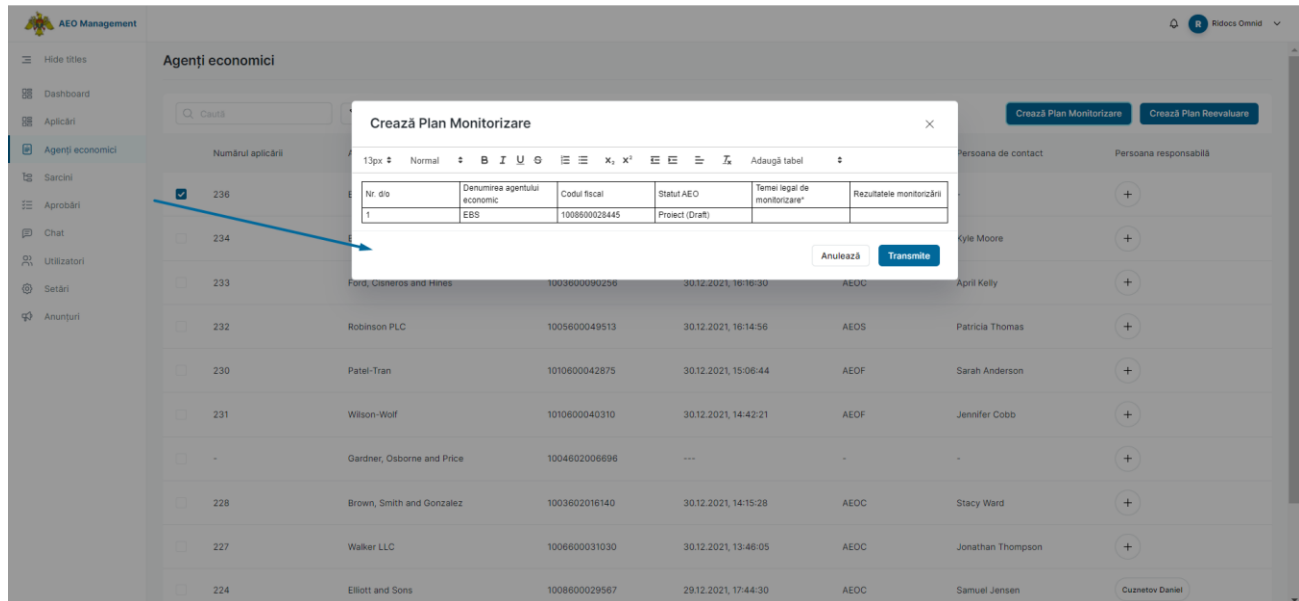 AEO Management
R Ridocs Omnid
Hide titles
Agenți economici
Dashboard
Caută
Crează Plan Monitorizare
Crează Plan Reevaluare
Aplicări
Crează Plan Monitorizare
Agenți economici
Numărul aplicării
Persoana de contact
Persoana responsabilă
13px Normal B I U S X₂ X² Adaugă tabel
Sarcini
Nr. d/o
Denumirea agentului economic
Codul fiscal
Statut AEO
Temei legal de monitorizare*
Rezultatele monitorizării
236
-
+
1 EBS 1008600028445 Proiect (Draft)
Aprobări
Chat
234
Kyle Moore
+
Anulează
Transmite
Utilizatori
Setări
233 Ford, Cisneros and Hines 1003600090256 30.12.2021, 16:16:30 AEOC April Kelly +
Anunțuri
232 Robinson PLC 1005600049513 30.12.2021, 16:14:56 AEOS Patricia Thomas +
230 Patel-Tran 1010600042875 30.12.2021, 15:06:44 AEOF Sarah Anderson +
231 Wilson-Wolf 1010600040310 30.12.2021, 14:42:21 AEOF Jennifer Cobb +
- Gardner, Osborne and Price 1004602006696 --- - - +
228 Brown, Smith and Gonzalez 1003602016140 30.12.2021, 14:15:28 AEOC Stacy Ward +
227 Walker LLC 1006600031030 30.12.2021, 13:46:05 AEOC Jonathan Thompson +
224 Elliott and Sons 1008600029567 29.12.2021, 17:44:30 AEOC Samuel Jensen Cuznetov Daniel